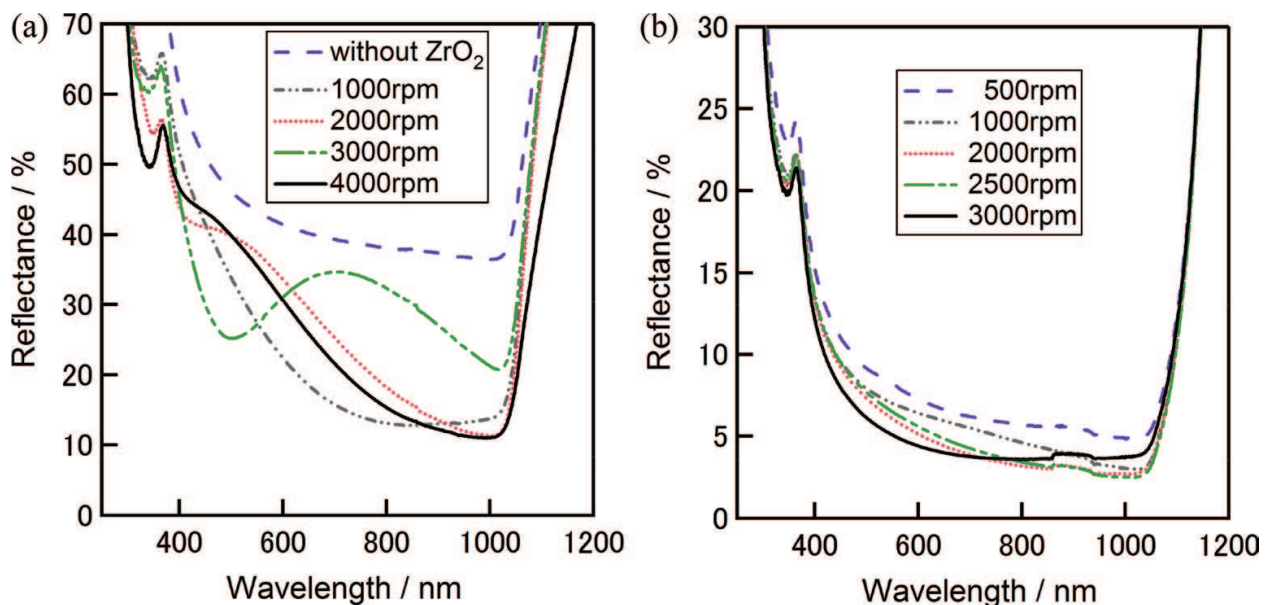 (a)
70
60
50
40
30
20
10
0
Reflectance / %
without ZrO₂
1000rpm
2000rpm
3000rpm
4000rpm
400 600 800 1000 1200
Wavelength / nm
(b)
30
25
20
15
10
5
0
Reflectance / %
500rpm
1000rpm
2000rpm
2500rpm
3000rpm
400 600 800 1000 1200
Wavelength / nm